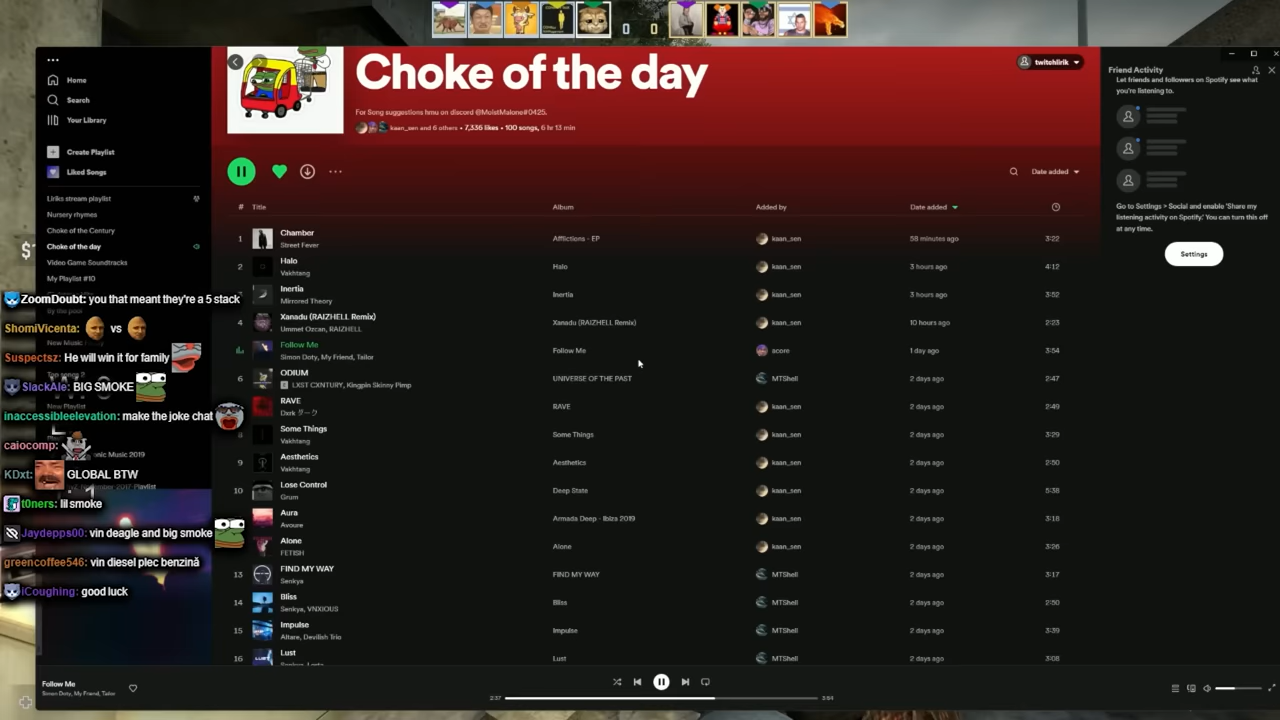 0 0
Home
Search
Your Library
Create Playlist
Liked Songs
Liriks stream playlist
Nursery rhymes
Choke of the Century
Choke of the day
Video Game Soundtracks
My Playlist #10
ZoomDoubt: you that meant they're a 5 stack
ShomiVicenta: vs
Suspectsz: He will win it for family
SlackAle: BIG SMOKE
inaccessibleelevation: make the joke chat
caiocomp:
KDxt: GLOBAL BTW
t0ners: lil smoke
Jaydepps00: vin deagle and big smoke
greencoffee546: vin diesel plec benzină
iCoughing: good luck
Choke of the day
For Song suggestions hmu on discord @MoistMalone#0425.
kaan_sen and 6 others • 7,336 likes • 100 songs, 6 hr 13 min
twitchlirik
Date added
# Title Album Added by Date added
1 Chamber Afflictions - EP kaan_sen 58 minutes ago 3:22
Street Fever
2 Halo Halo kaan_sen 3 hours ago 4:12
Vakhtang
Inertia Inertia kaan_sen 3 hours ago 3:52
Mirrored Theory
4 Xanadu (RAIZHELL Remix) Xanadu (RAIZHELL Remix) kaan_sen 10 hours ago 2:23
Ummet Ozcan, RAIZHELL
Follow Me Follow Me 1 day ago 3:54
Simon Doty, My Friend, Tailor
6 ODIUM UNIVERSE OF THE PAST MTShell 2 days ago 2:47
E LXST CXNTURY, Kingpin Skinny Pimp
RAVE RAVE kaan_sen 2 days ago 2:49
Dxrk ダーク
8 Some Things Some Things kaan_sen 2 days ago 3:29
Vakhtang
9 Aesthetics Aesthetics kaan_sen 2 days ago 2:50
Vakhtang
10 Lose Control Deep State kaan_sen 2 days ago 5:38
Grum
Aura Armada Deep - Ibiza 2019 kaan_sen 2 days ago 3:18
Avoure
Alone Alone kaan_sen 2 days ago 3:26
FETISH
13 FIND MY WAY FIND MY WAY MTShell 2 days ago 3:17
Senkya
14 Bliss Bliss MTShell 2 days ago 2:50
Senkya, VNXIOUS
15 Impulse Impulse MTShell 2 days ago 3:39
Altare, Devilish Trio
16 Lust Lust MTShell 2 days ago 3:08
Friend Activity
Let friends and followers on Spotify see what
you're listening to.
Go to Settings > Social and enable 'Share my
listening activity on Spotify.' You can turn this off
at any time.
Settings
Follow Me
Simon Doty, My Friend, Tailor
2:37 3:54